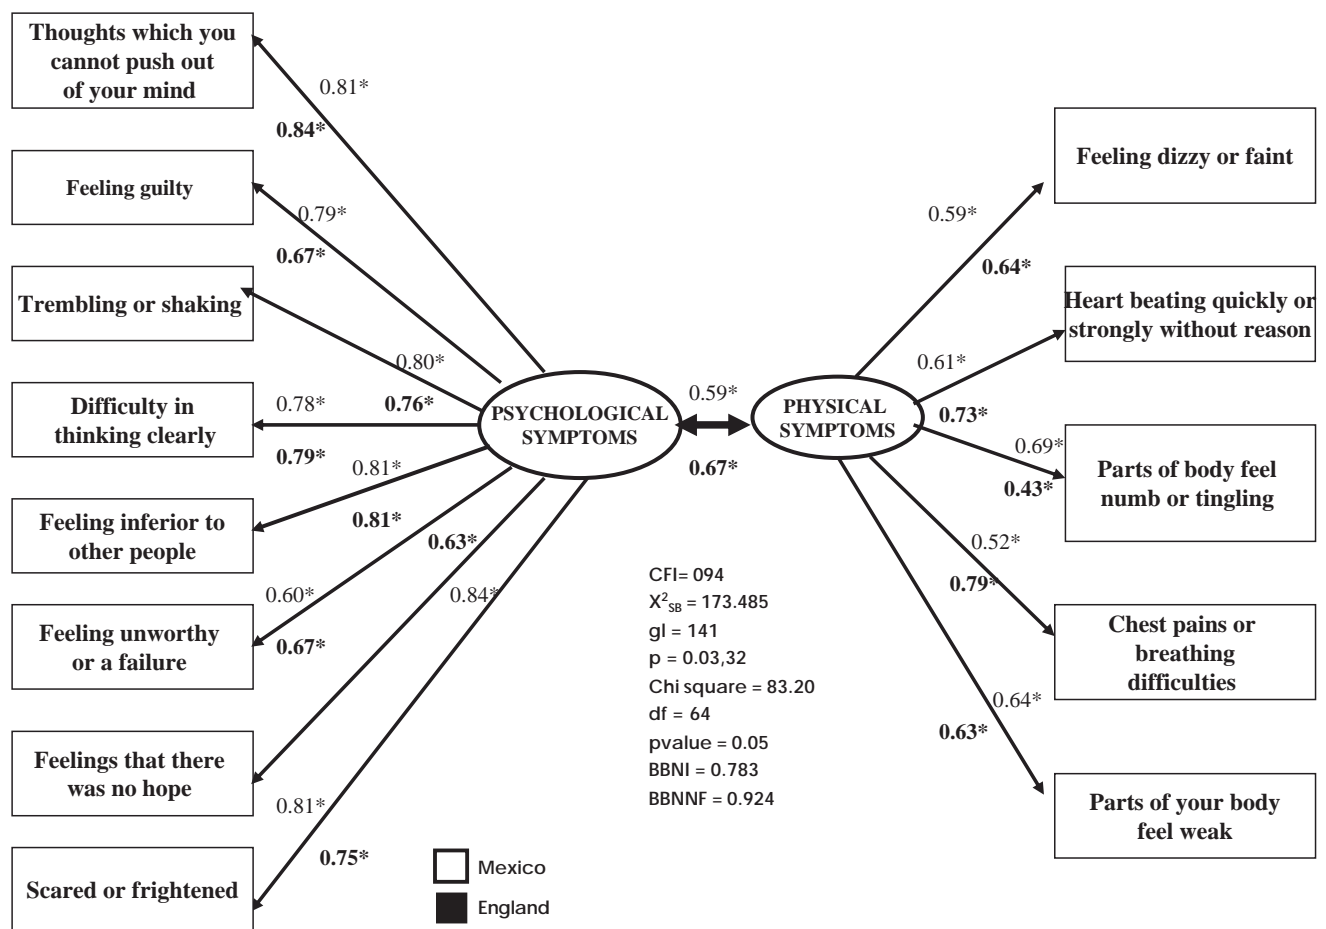 Thoughts which you
cannot push out
of your mind
0.81*
0.84*
Feeling guilty
0.79*
0.67*
Trembling or shaking
0.80*
0.76*
Difficulty in
thinking clearly
0.78*
0.79*
Feeling inferior to
other people
0.81*
0.81*
Feeling unworthy
or a failure
0.60*
0.67*
Feelings that there
was no hope
0.63*
0.84*
Scared or frightened
0.81*
0.75*
PSYCHOLOGICAL
SYMPTOMS
0.59*
0.67*
PHYSICAL
SYMPTOMS
Feeling dizzy or faint
0.59*
0.64*
Heart beating quickly or
strongly without reason
0.61*
0.73*
Parts of body feel
numb or tingling
0.69*
0.43*
Chest pains or
breathing
difficulties
0.52*
0.79*
Parts of your body
feel weak
0.64*
0.63*
CFI= 094
X²SB = 173.485
gl = 141
p = 0.03,32
Chi square = 83.20
df = 64
pvalue = 0.05
BBNI = 0.783
BBNNF = 0.924
Mexico
England